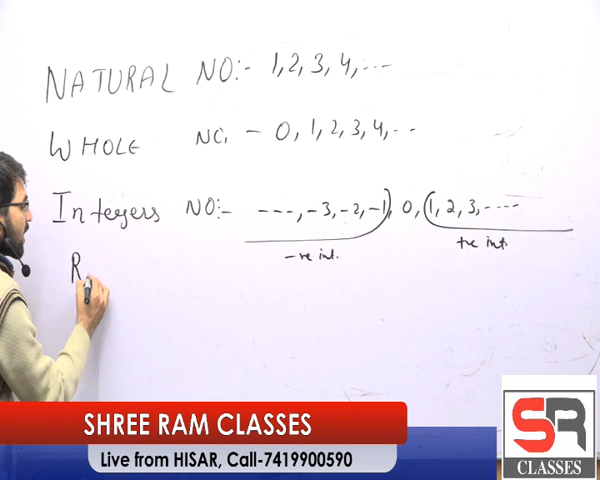 NATURAL NO:- 1, 2, 3, 4, ...
WHOLE NO. - 0, 1, 2, 3, 4, ..
Integers NO:- ---, -3, -2, -1, 0, 1, 2, 3, ----
-ve int. +ve int.
R
SHREE RAM CLASSES
Live from HISAR, Call-7419900590
SR
CLASSES